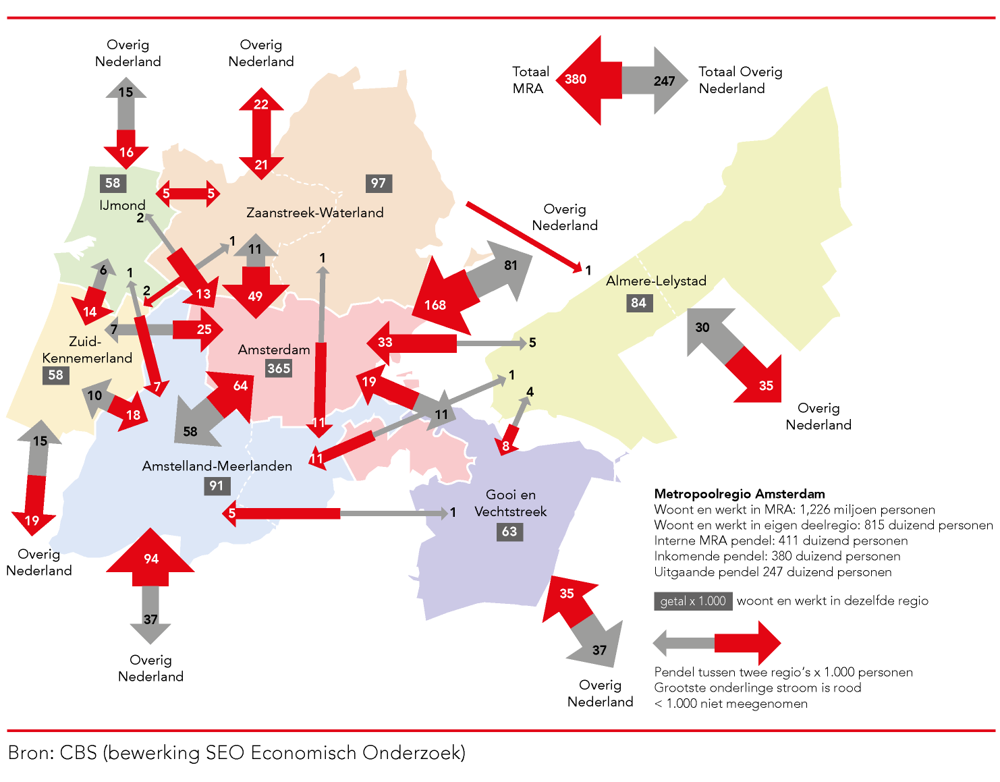 Overig
Nederland
Overig
Nederland
15
16
22
21
Totaal
MRA
380
247
Totaal Overig
Nederland
58
IJmond
5
5
97
Zaanstreek-Waterland
2
1
11
49
1
13
6
14
1
2
7
25
Overig
Nederland
1
81
168
Almere-Lelystad
84
30
35
Overig
Nederland
Zuid-
Kennemerland
58
Amsterdam
365
33
5
1
4
19
11
8
64
58
10
18
7
11
11
15
19
Overig
Nederland
Amstelland-Meerlanden
91
5
1
Gooi en
Vechtstreek
63
94
37
Overig
Nederland
35
37
Overig
Nederland
Metropoolregio Amsterdam
Woont en werkt in MRA: 1,226 miljoen personen
Woont en werkt in eigen deelregio: 815 duizend personen
Interne MRA pendel: 411 duizend personen
Inkomende pendel: 380 duizend personen
Uitgaande pendel 247 duizend personen
getal x 1.000 woont en werkt in dezelfde regio
Pendel tussen twee regio's x 1.000 personen
Grootste onderlinge stroom is rood
< 1.000 niet meegenomen
Bron: CBS (bewerking SEO Economisch Onderzoek)